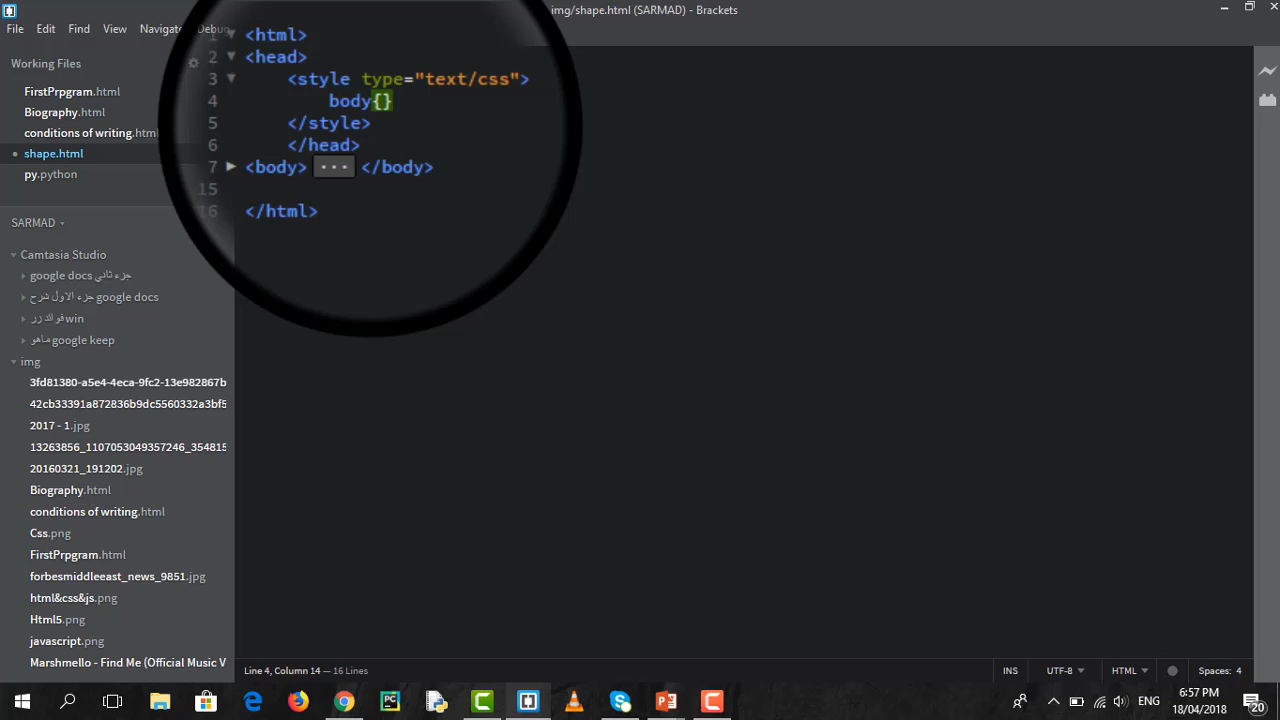 img/shape.html (SARMAD) - Brackets
File Edit Find View Navigate Debug
Working Files
FirstPrpgram.html
Biography.html
conditions of writing.html
shape.html
py.python
SARMAD
Camtasia Studio
google docs جزء ثاني
جزء الاول شرح google docs
فوائد زر win
ماهو google keep
img
3fd81380-a5e4-4eca-9fc2-13e982867b
42cb33391a872836b9dc5560332a3bf5
2017 - 1.jpg
13263856_1107053049357246_354815
20160321_191202.jpg
Biography.html
conditions of writing.html
Css.png
FirstPrpgram.html
forbesmiddleeast_news_9851.jpg
html&css&js.png
Html5.png
javascript.png
Marshmello - Find Me (Official Music V
1 <html>
2 <head>
3 <style type="text/css">
4 body{}
5 </style>
6 </head>
7 <body> ... </body>
15
16 </html>
Line 4, Column 14 — 16 Lines
INS UTF-8 HTML Spaces: 4
PC
ENG
6:57 PM
18/04/2018
20